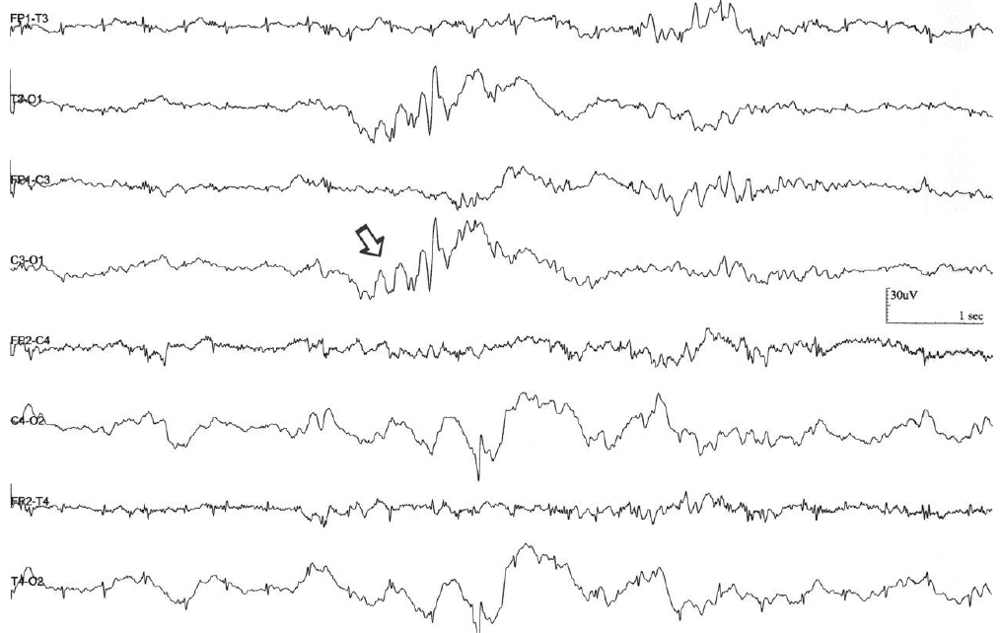 FP1-T3
T3-O1
FP1-C3
C3-O1
30uV
1 sec
FP2-C4
C4-O2
FP2-T4
T4-O2